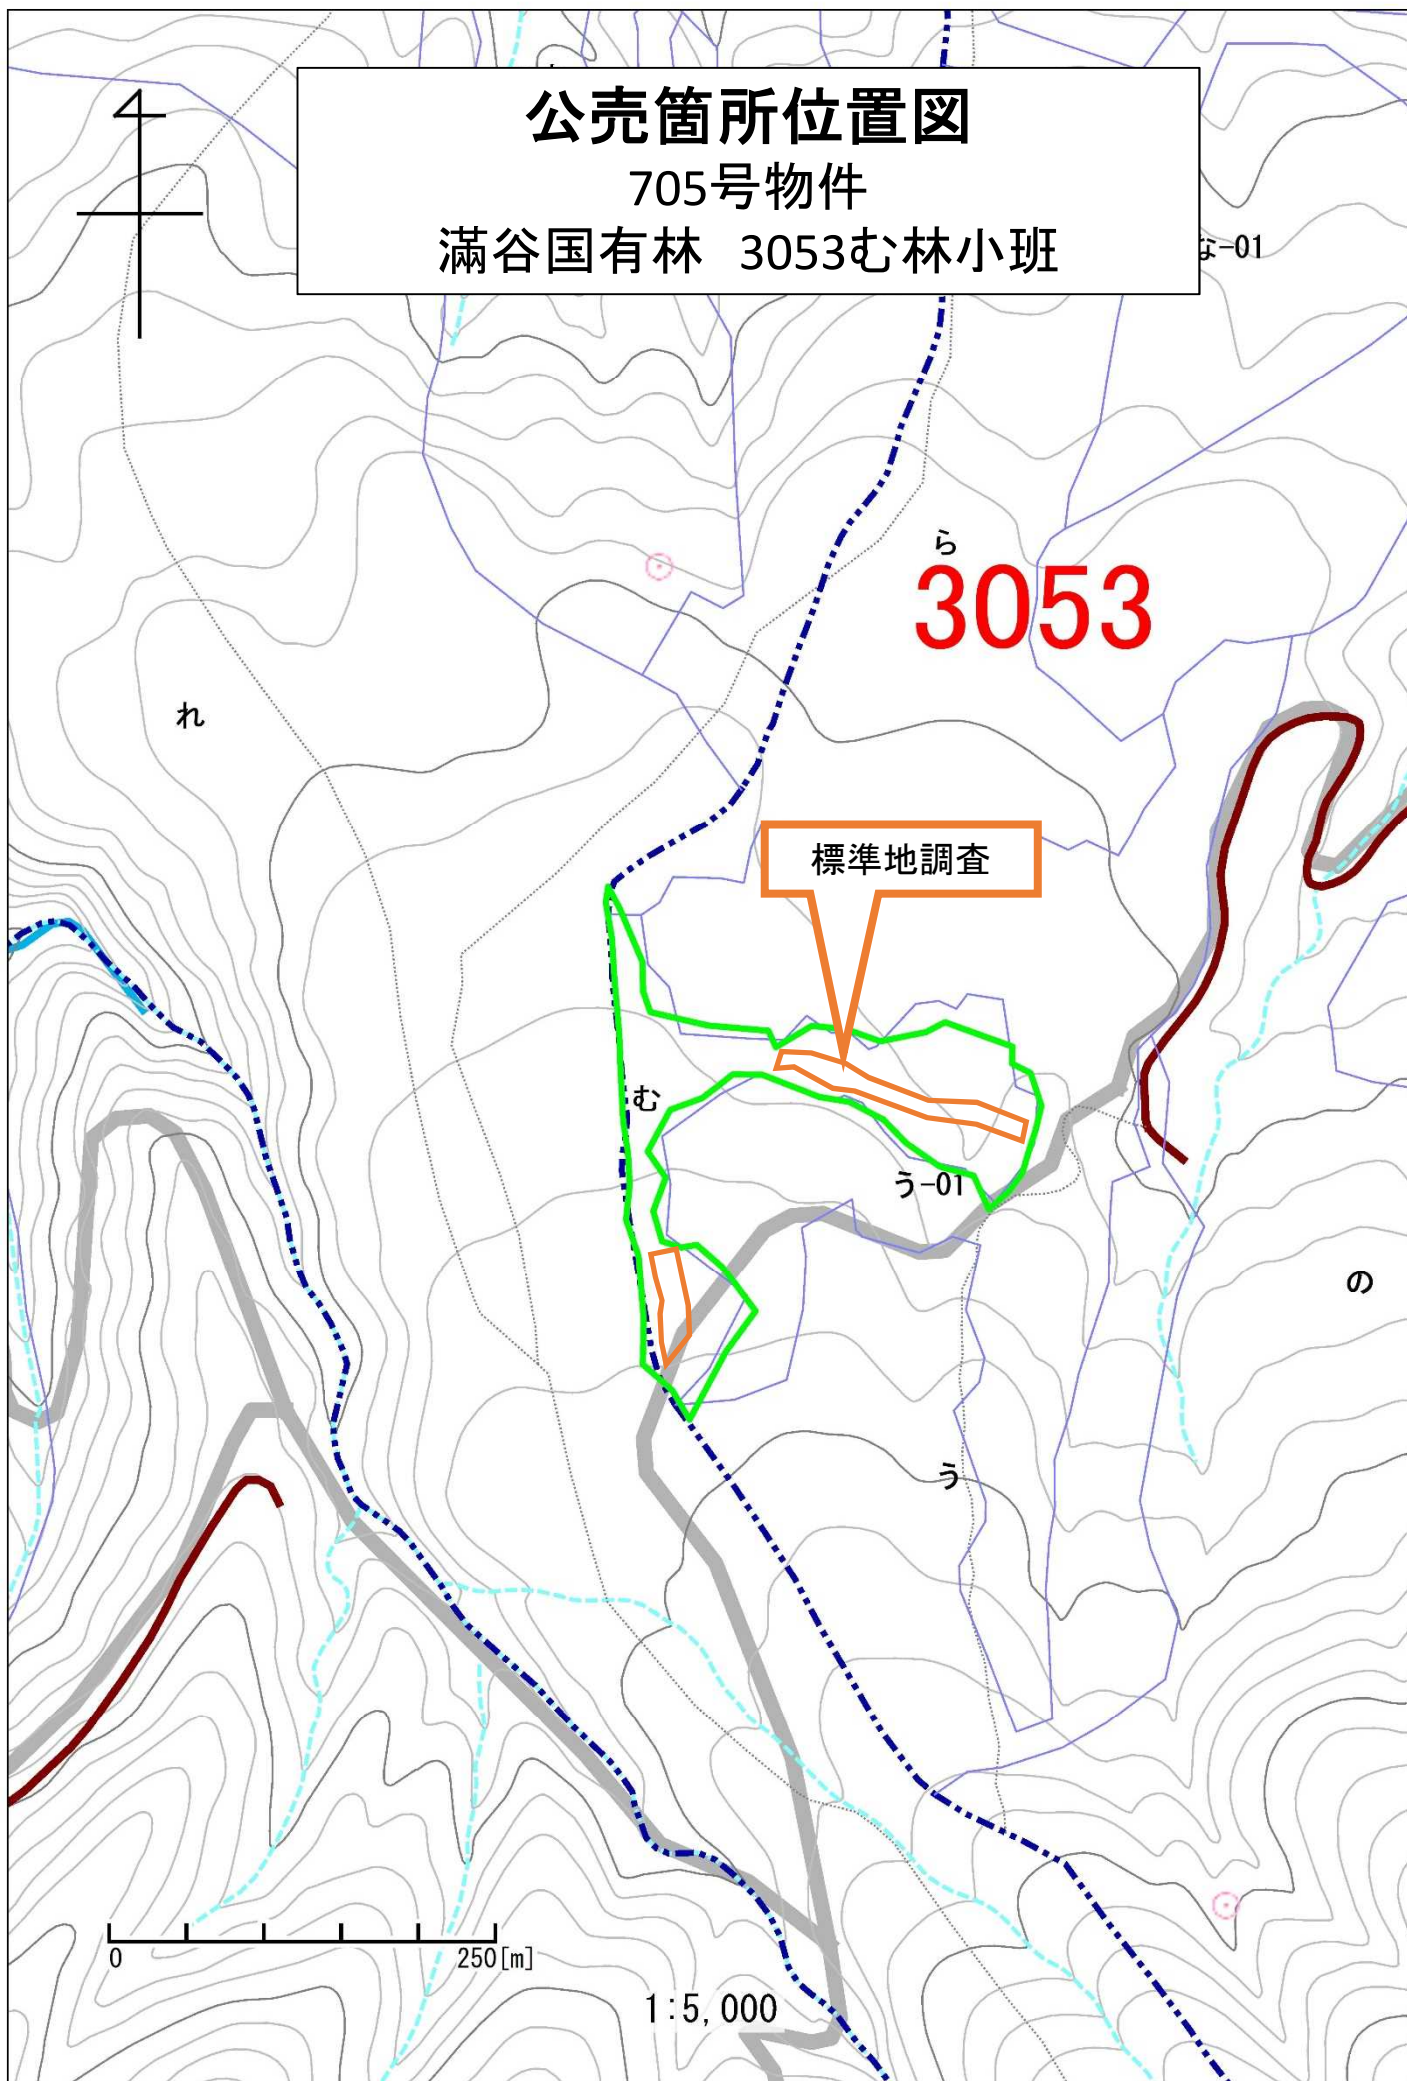 公売箇所位置図
705号物件
滿谷国有林　3053む林小班
な-01
ら
3053
れ
標準地調査
む
う-01
の
う
0
250[m]
1:5,000